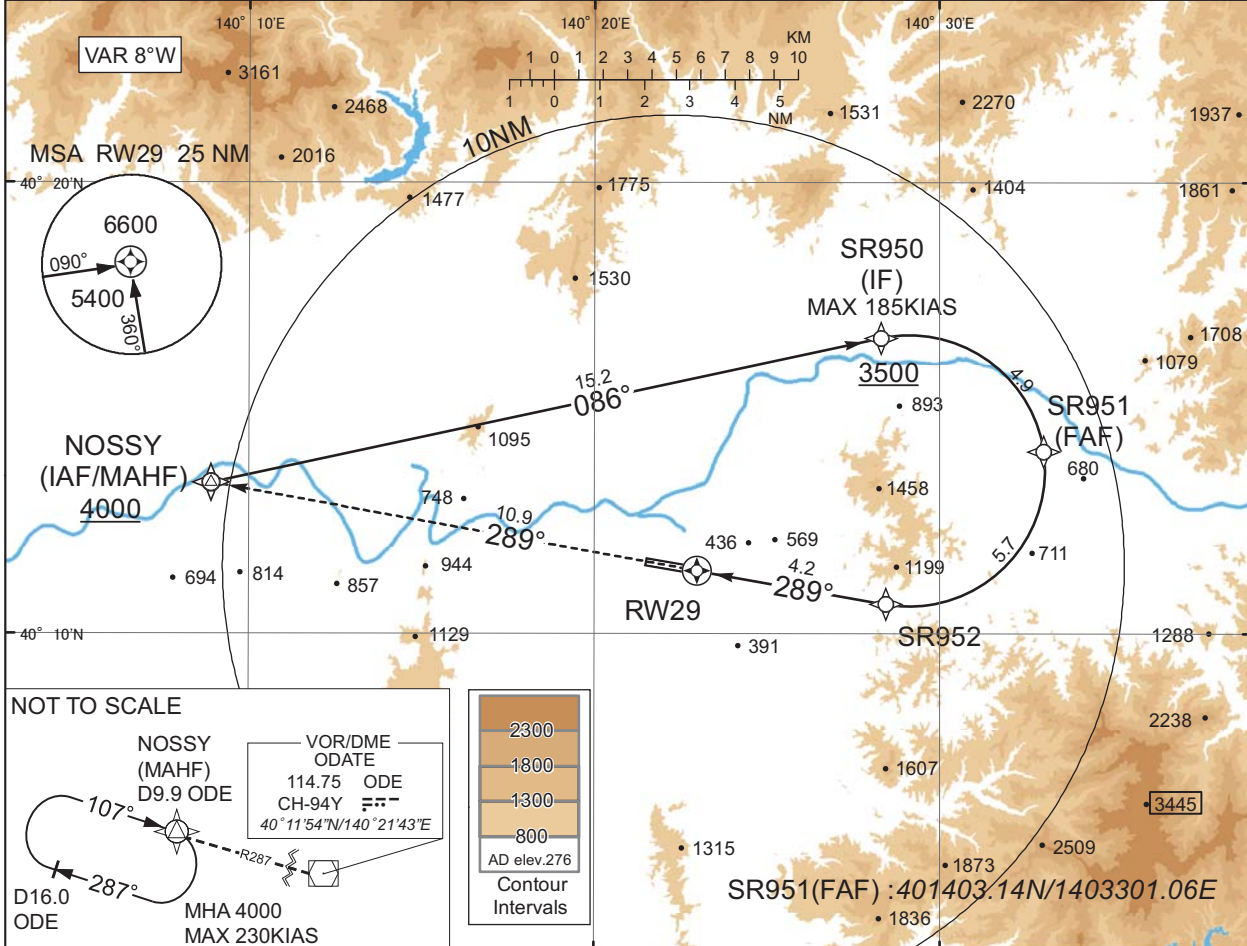 140° 10'E
140° 20'E
140° 30'E
VAR 8°W
KM
1 0 1 2 3 4 5 6 7 8 9 10
1 0 1 2 3 4 5
NM
3161
2468
2016
1477
1775
1531
2270
1937
1404
1861
10NM
MSA RW29 25 NM
40° 20'N
6600
090°
5400
360°
1530
SR950
(IF)
MAX 185KIAS
3500
1708
1079
893
4.9
SR951
(FAF)
680
15.2
086°
1095
NOSSY
(IAF/MAHF)
4000
748
10.9
289°
1458
436
569
4.2
289°
1199
5.7
711
694
814
857
944
RW29
SR952
40° 10'N
1129
391
1288
NOT TO SCALE
NOSSY
(MAHF)
D9.9 ODE
VOR/DME
ODATE
114.75 ODE
CH-94Y
40°11'54"N/140°21'43"E
107°
R287
287°
D16.0
ODE
MHA 4000
MAX 230KIAS
2300
1800
1300
800
AD elev.276
Contour
Intervals
2238
1607
3445
1315
2509
1873
SR951(FAF) :401403.14N/1403301.06E
1836